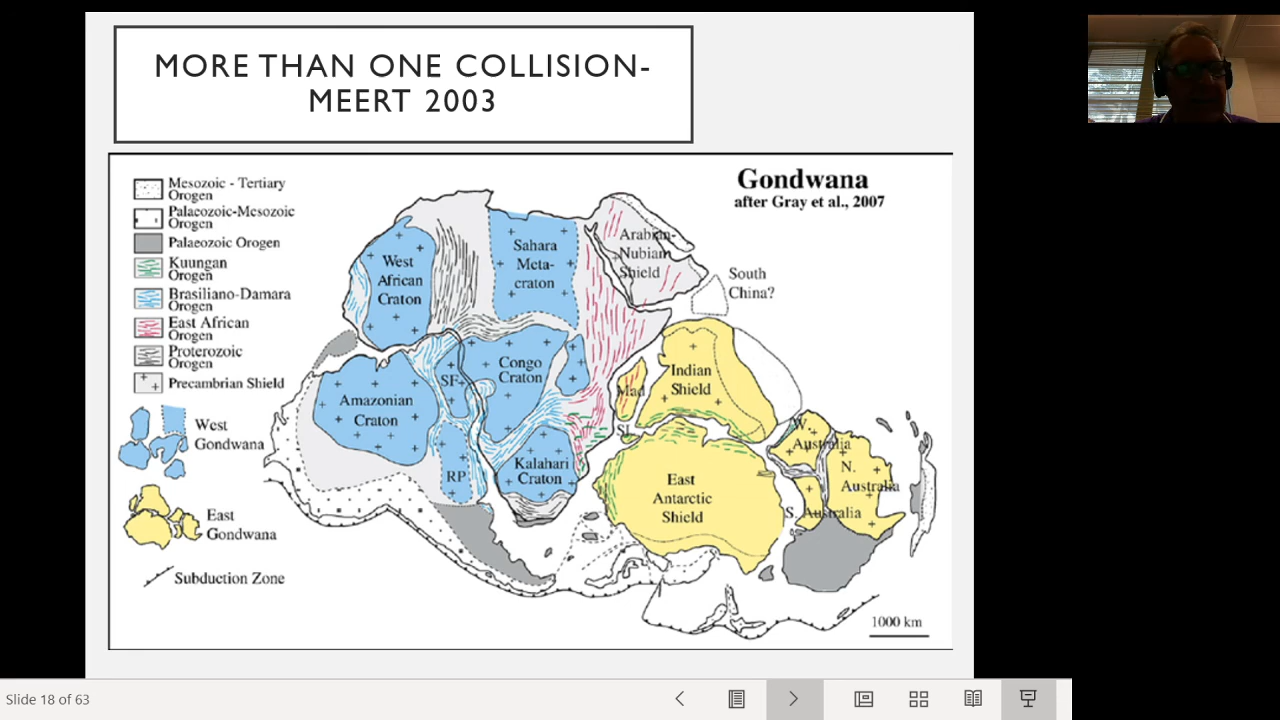 MORE THAN ONE COLLISION-
MEERT 2003
Gondwana
after Gray et al., 2007
Mesozoic - Tertiary
Orogen
Palaeozoic-Mesozoic
Orogen
Palaeozoic Orogen
Kuungan
Orogen
Brasiliano-Damara
Orogen
East African
Orogen
Proterozoic
Orogen
Precambrian Shield
West
Gondwana
East
Gondwana
Subduction Zone
West
African
Craton
Sahara
Meta-
craton
Arabian-
Nubian
Shield
South
China?
Congo
Craton
SF
Amazonian
Craton
RP
Kalahari
Craton
Mad
SL
Indian
Shield
East
Antarctic
Shield
W.
Australia
N.
Australia
S. Australia
1000 km
Slide 18 of 63